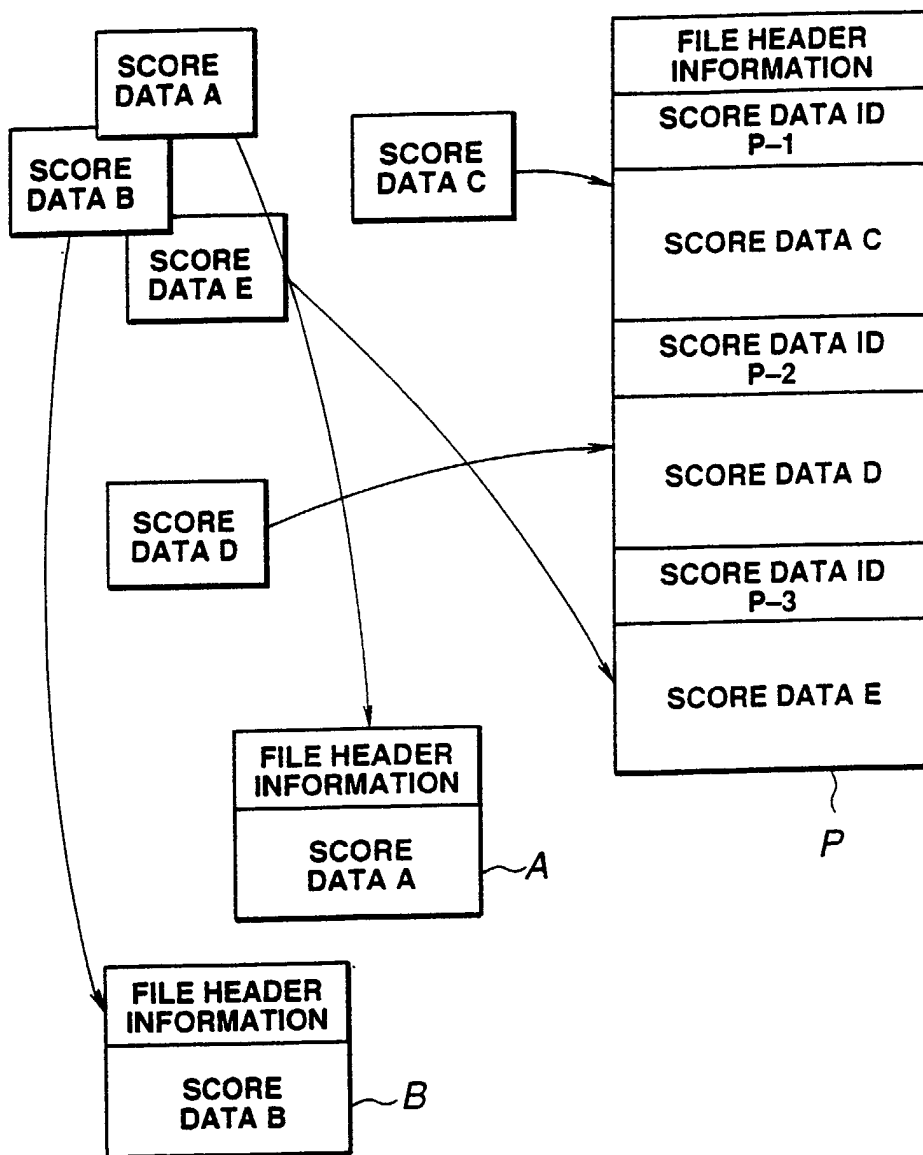 SCORE
DATA A
SCORE
DATA B
SCORE
DATA E
SCORE
DATA C
SCORE
DATA D
FILE HEADER
INFORMATION
SCORE DATA ID
P–1
SCORE DATA C
SCORE DATA ID
P–2
SCORE DATA D
SCORE DATA ID
P–3
SCORE DATA E
P
FILE HEADER
INFORMATION
SCORE
DATA A
A
FILE HEADER
INFORMATION
SCORE
DATA B
B